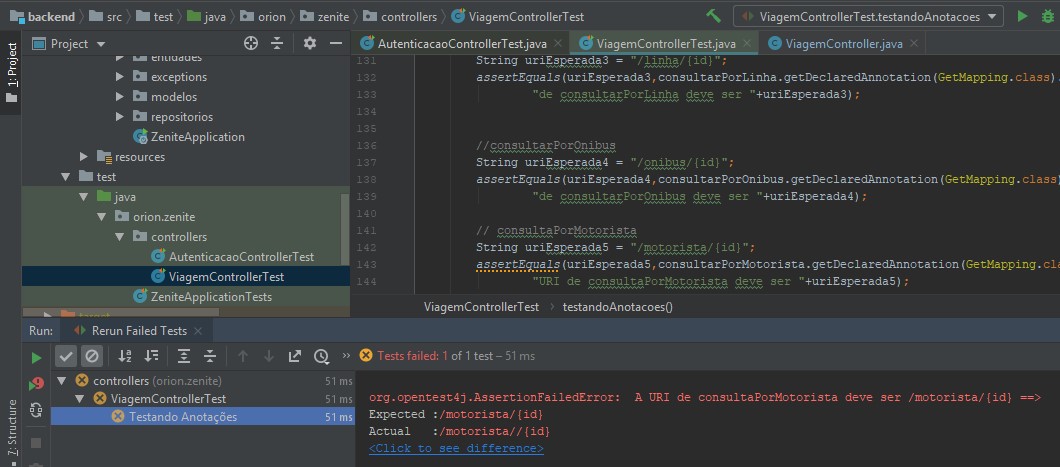 backend src test java orion zenite controllers ViagemControllerTest ViagemControllerTest.testandoAnotacoes
1: Project
Project
AutenticacaoControllerTest.java ViagemControllerTest.java ViagemController.java
entidades
exceptions
modelos
repositorios
ZeniteApplication
resources
test
java
orion.zenite
controllers
AutenticacaoControllerTest
ViagemControllerTest
ZeniteApplicationTests
131 String uriEsperada3 = "/linha/{id}";
132 assertEquals(uriEsperada3,consultarPorLinha.getDeclaredAnnotation(GetMapping.class)
133 "de consultarPorLinha deve ser "+uriEsperada3);
134
135
136 //consultarPorOnibus
137 String uriEsperada4 = "/onibus/{id}";
138 assertEquals(uriEsperada4,consultarPorOnibus.getDeclaredAnnotation(GetMapping.class)
139 "de consultarPorOnibus deve ser "+uriEsperada4);
140
141 // consultaPorMotorista
142 String uriEsperada5 = "/motorista/{id}";
143 assertEquals(uriEsperada5,consultarPorMotorista.getDeclaredAnnotation(GetMapping.clas
144 "URI de consultaPorMotorista deve ser "+uriEsperada5);
ViagemControllerTest testandoAnotacoes()
Run: Rerun Failed Tests
Tests failed: 1 of 1 test – 51 ms
controllers (orion.zenite) 51 ms
ViagemControllerTest 51 ms
Testando Anotações 51 ms
org.opentest4j.AssertionFailedError: A URI de consultaPorMotorista deve ser /motorista/{id} ==>
Expected :/motorista/{id}
Actual :/motorista//{id}
<Click to see difference>
Z: Structure